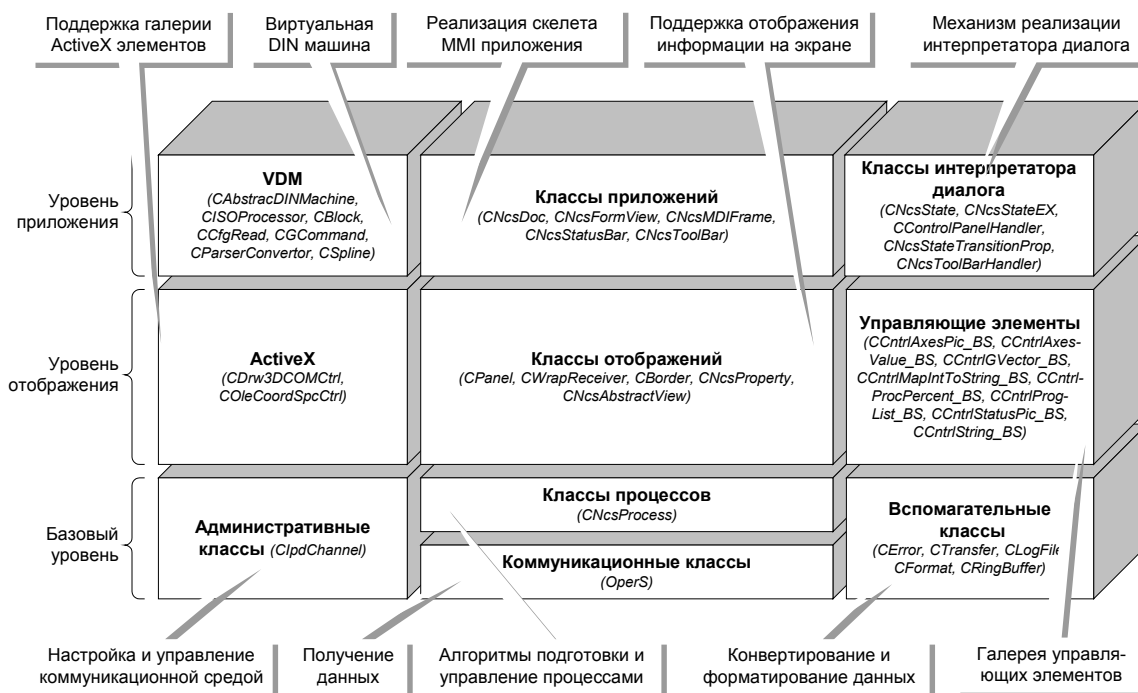 Поддержка галереи
ActiveX элементов
Виртуальная
DIN машина
Реализация скелета
MMI приложения
Поддержка отображения
информации на экране
Механизм реализации
интерпретатора диалога
Уровень
приложения
VDM
(CAbstracDINMachine,
CISOProcessor, CBlock,
CCfgRead, CGCommand,
CParserConvertor, CSpline)
Классы приложений
(CNcsDoc, CNcsFormView, CNcsMDIFrame,
CNcsStatusBar, CNcsToolBar)
Классы интерпретатора
диалога
(CNcsState, CNcsStateEX,
CControlPanelHandler,
CNcsStateTransitionProp,
CNcsToolBarHandler)
Уровень
отображения
ActiveX
(CDrw3DCOMCtrl,
COleCoordSpcCtrl)
Классы отображений
(CPanel, CWrapReceiver, CBorder, CNcsProperty,
CNcsAbstractView)
Управляющие элементы
(CCntrlAxesPic_BS, CCntrlAxes-
Value_BS, CCntrlGVector_BS,
CCntrlMapIntToString_BS, CCntrl-
ProcPercent_BS, CCntrlProg-
List_BS, CCntrlStatusPic_BS,
CCntrlString_BS)
Базовый
уровень
Административные
классы (CIpdChannel)
Классы процессов
(CNcsProcess)
Коммуникационные классы
(OperS)
Вспомагательные
классы
(CError, CTransfer, CLogFile
CFormat, CRingBuffer)
Настройка и управление
коммуникационной средой
Получение
данных
Алгоритмы подготовки и
управление процессами
Конвертирование и
форматирование данных
Галерея управля-
ющих элементов